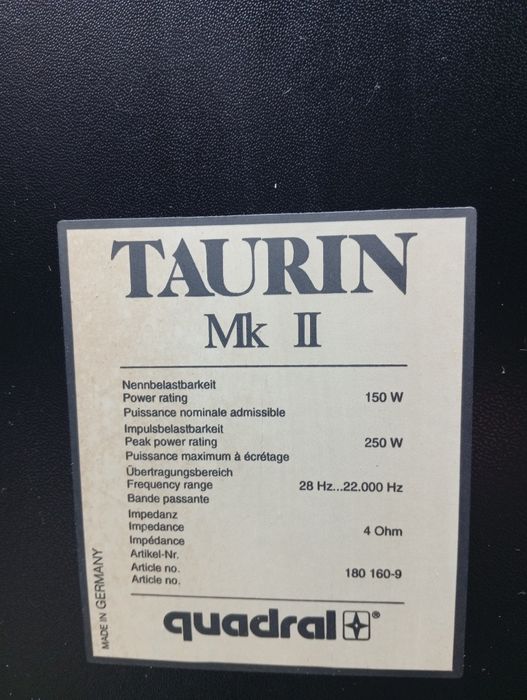 TAURIN
Mk II
Nennbelastbarkeit
Power rating 150 W
Puissance nominale admissible
Impulsbelastbarkeit
Peak power rating 250 W
Puissance maximum à écrétage
Übertragungsbereich
Frequency range 28 Hz...22.000 Hz
Bande passante
Impedanz
Impedance 4 Ohm
Impédance
Artikel-Nr.
Article no. 180 160-9
Article no.
MADE IN GERMANY
quadral®